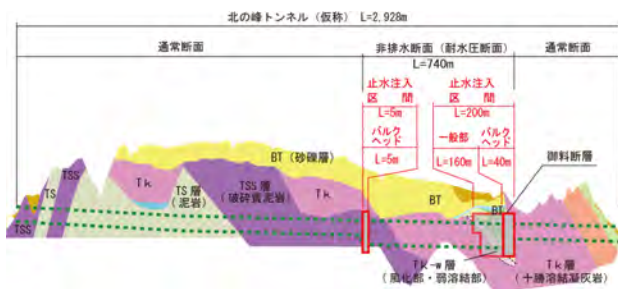 北の峰トンネル（仮称） L=2,928m
通常断面
非排水断面（耐水圧断面）
通常断面
L=740m
止水注入
区　間
L=5m
バルク
ヘッド
L=5m
止水注入
区　間
L=200m
一般部
バルク
ヘッド
L=160m
L=40m
御料断層
BT（砂礫層）
TSS
TS
TSS
Tk
TS層
（泥岩）
TSS層
（破砕質泥岩）
Tk
BT
BT
Tk-w層
（風化部・弱溶結部）
Tk層
（十勝溶結凝灰岩）